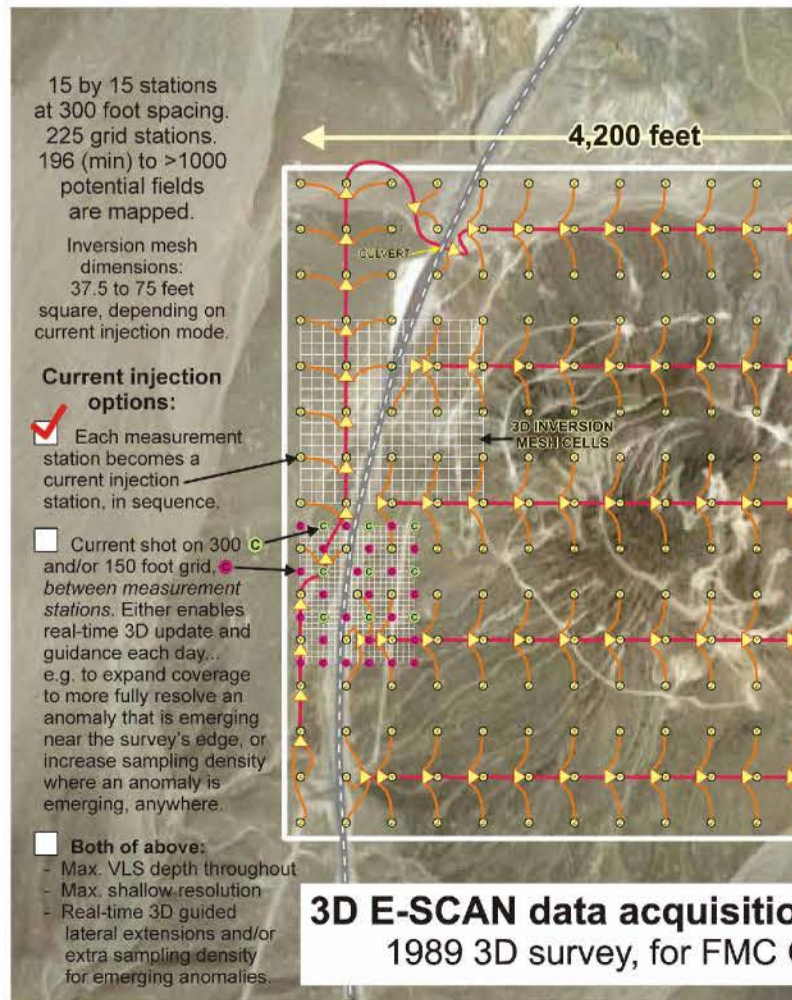 15 by 15 stations
at 300 foot spacing.
225 grid stations.
196 (min) to >1000
potential fields
are mapped.
Inversion mesh
dimensions:
37.5 to 75 feet
square, depending on
current injection mode.
Current injection
options:
Each measurement
station becomes a
current injection
station, in sequence.
Current shot on 300 C
and/or 150 foot grid, C
between measurement
stations. Either enables
real-time 3D update and
guidance each day...
e.g. to expand coverage
to more fully resolve an
anomaly that is emerging
near the survey's edge, or
increase sampling density
where an anomaly is
emerging, anywhere.
Both of above:
- Max. VLS depth throughout
- Max. shallow resolution
- Real-time 3D guided
lateral extensions and/or
extra sampling density
for emerging anomalies.
4,200 feet
CULVERT
3D INVERSION
MESH CELLS
3D E-SCAN data acquisitio
1989 3D survey, for FMC